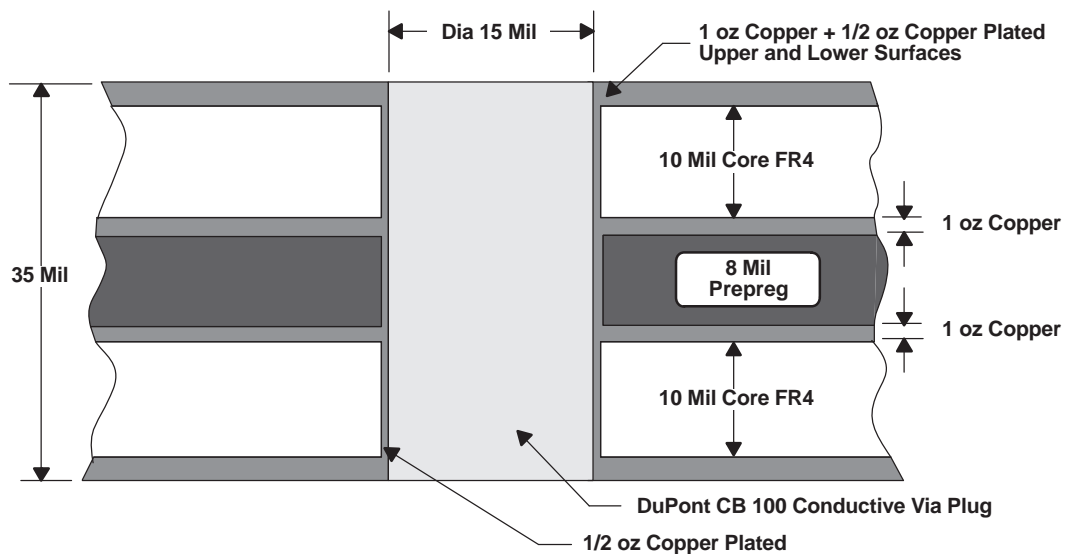 Dia 15 Mil
1 oz Copper + 1/2 oz Copper Plated
Upper and Lower Surfaces
10 Mil Core FR4
1 oz Copper
35 Mil
8 Mil
Prepreg
1 oz Copper
10 Mil Core FR4
DuPont CB 100 Conductive Via Plug
1/2 oz Copper Plated